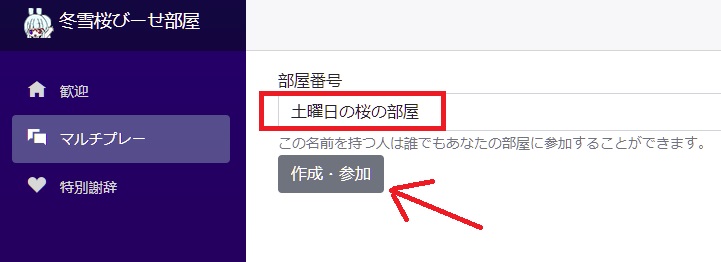 冬雪桜びーせ部屋
歓迎
マルチプレー
特別謝辞
部屋番号
土曜日の桜の部屋
この名前を持つ人は誰でもあなたの部屋に参加することができます。
作成・参加